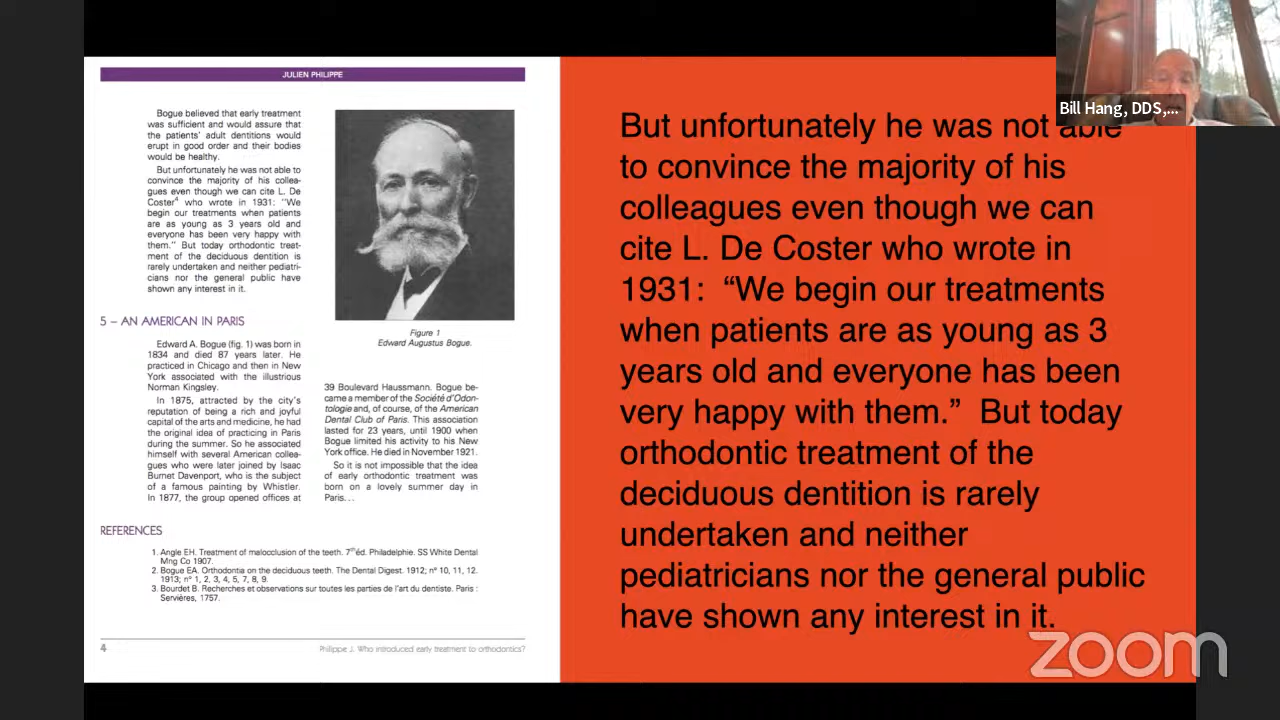 JULIEN PHILIPPE
Bogue believed that early treatment
was sufficient and would assure that
the patients' adult dentitions would
erupt in good order and their bodies
would be healthy.
But unfortunately he was not able to
convince the majority of his collea-
gues even though we can cite L. De
Coster4 who wrote in 1931: "We
begin our treatments when patients
are as young as 3 years old and
everyone has been very happy with
them." But today orthodontic treat-
ment of the deciduous dentition is
rarely undertaken and neither pediatri-
cians nor the general public have
shown any interest in it.
5 – AN AMERICAN IN PARIS
Edward A. Bogue (fig. 1) was born in
1834 and died 87 years later. He
practiced in Chicago and then in New
York associated with the illustrious
Norman Kingsley.
In 1875, attracted by the city's
reputation of being a rich and joyful
capital of the arts and medicine, he had
the original idea of practicing in Paris
during the summer. So he associated
himself with several American collea-
gues who were later joined by Isaac
Burnet Davenport, who is the subject
of a famous painting by Whistler.
In 1877, the group opened offices at
Figure 1
Edward Augustus Bogue.
39 Boulevard Haussmann. Bogue be-
came a member of the Société d'Odon-
tologie and, of course, of the American
Dental Club of Paris. This association
lasted for 23 years, until 1900 when
Bogue limited his activity to his New
York office. He died in November 1921.
So it is not impossible that the idea
of early orthodontic treatment was
born on a lovely summer day in
Paris...
REFERENCES
1. Angle EH. Treatment of malocclusion of the teeth. 7th éd. Philadelphie. SS White Dental
Mng Co 1907.
2. Bogue EA. Orthodontia on the deciduous teeth. The Dental Digest. 1912; n° 10, 11, 12.
1913; n° 1, 2, 3, 4, 5, 7, 8, 9.
3. Bourdet B. Recherches et observations sur toutes les parties de l'art du dentiste. Paris :
Servières, 1757.
4
Philippe J. Who introduced early treatment to orthodontics?
But unfortunately he was not able
to convince the majority of his
colleagues even though we can
cite L. De Coster who wrote in
1931: "We begin our treatments
when patients are as young as 3
years old and everyone has been
very happy with them." But today
orthodontic treatment of the
deciduous dentition is rarely
undertaken and neither
pediatricians nor the general public
have shown any interest in it.
Bill Hang, DDS,...
zoom